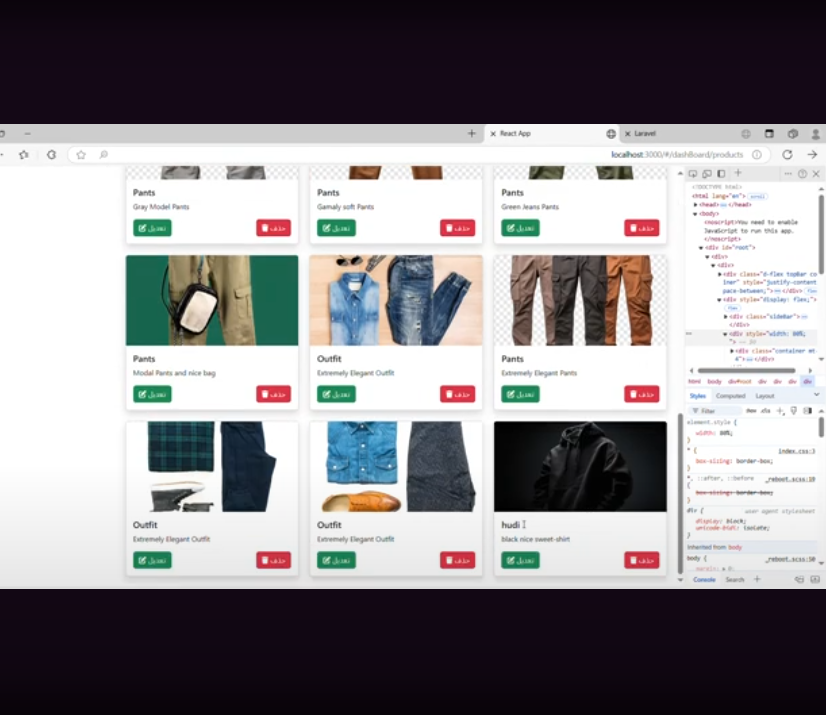 React App
Laravel
localhost:3000/#/dashBoard/products
Pants
Gray Model Pants
تعديل
حذف
Pants
Gamaly soft Pants
تعديل
حذف
Pants
Green Jeans Pants
تعديل
حذف
Pants
Modal Pants and nice bag
تعديل
حذف
Outfit
Extremely Elegant Outfit
تعديل
حذف
Pants
Extremely Elegant Pants
تعديل
حذف
Outfit
Extremely Elegant Outfit
تعديل
حذف
Outfit
Extremely Elegant Outfit
تعديل
حذف
hudi
black nice sweet-shirt
تعديل
حذف
<!DOCTYPE html>
<html lang="en"> scroll
<head> </head>
<body>
<noscript>You need to enable
JavaScript to run this app.
</noscript>
<div id="root">
<div>
<div>
<div class="d-flex topBar co
iner" style="justify-content
pace-between;"> </div> flex
<div style="display: flex;">
flex
<div class="sideBar">
</div>
<div style="width: 80%;
">
<div class="container mt-
4"> </div>
html body div#root div div div div
Styles Computed Layout
Filter :hov .cls
element.style {
width: 80%;
}
* { index.css:3
box-sizing: border-box;
}
*, ::after, ::before _reboot.scss:19
{
box-sizing: border-box;
}
div { user agent stylesheet
display: block;
unicode-bidi: isolate;
}
Inherited from body
body { _reboot.scss:50
Console Search